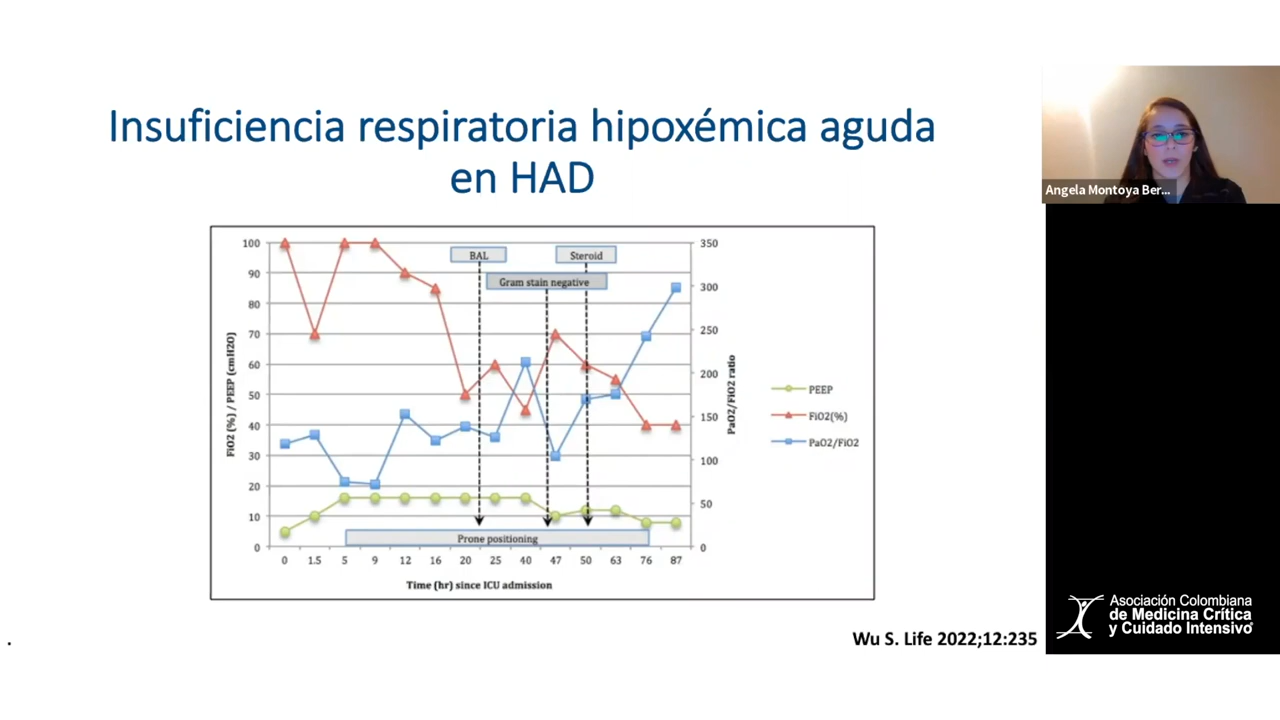 Insuficiencia respiratoria hipoxémica aguda
en HAD
Angela Montoya Ber...
100
90
80
70
60
50
40
30
20
10
0
FiO2 (%) / PEEP (cmH2O)
BAL
Steroid
Gram stain negative
Prone positioning
350
300
250
200
150
100
50
0
PaO2/FiO2 ratio
PEEP
FiO2(%)
PaO2/FiO2
0 1.5 5 9 12 16 20 25 40 47 50 63 76 87
Time (hr) since ICU admission
Wu S. Life 2022;12:235
.
Asociación Colombiana
de Medicina Crítica
y Cuidado Intensivo